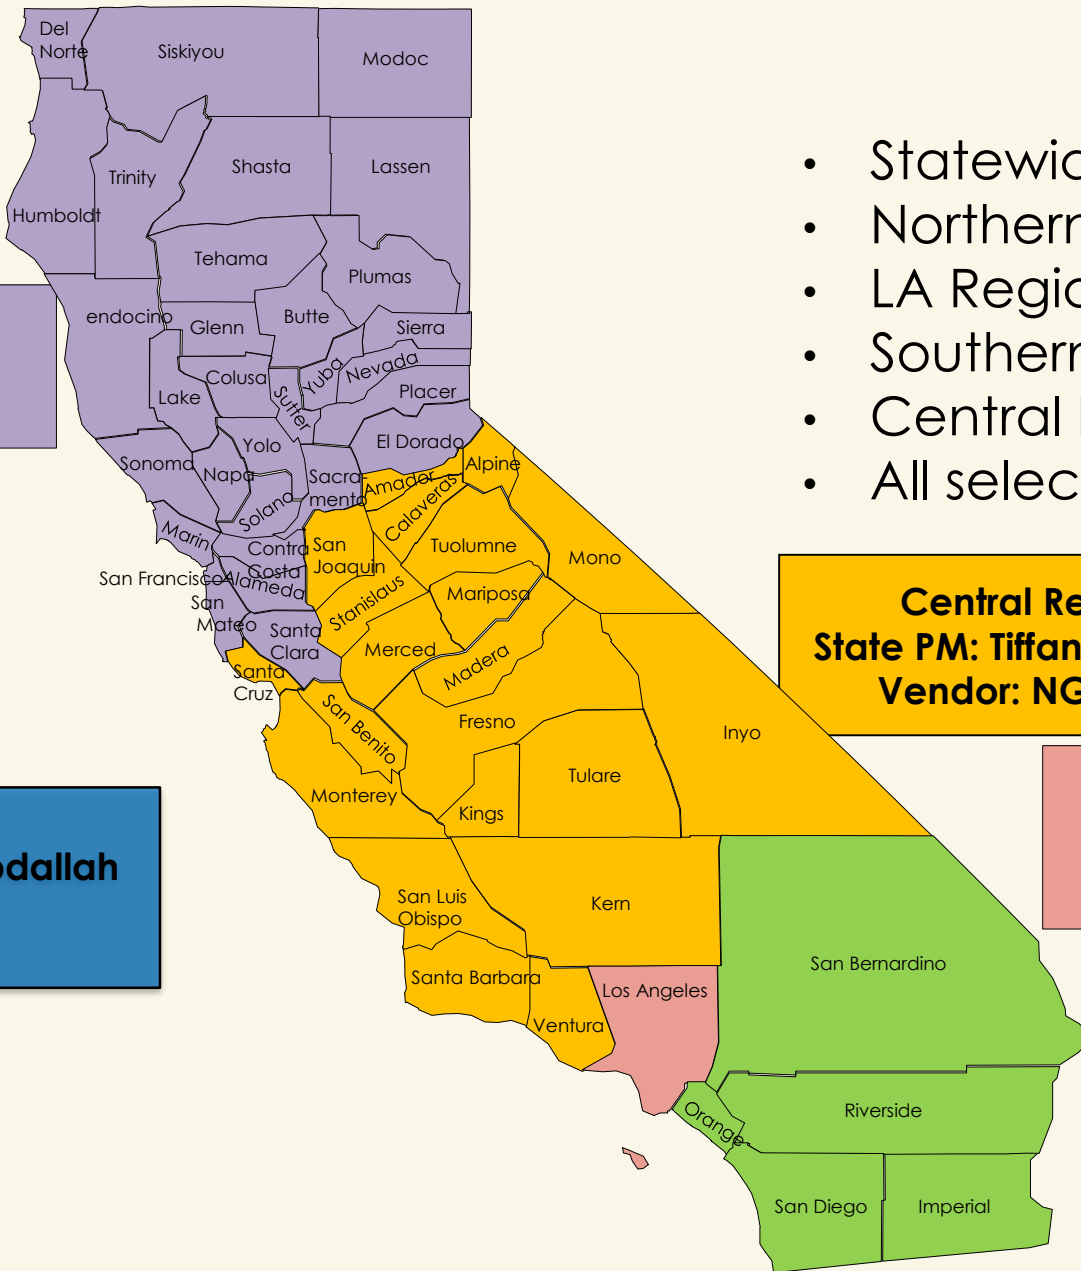 Del
Norte
Siskiyou
Modoc
Humboldt
Trinity
Shasta
Lassen
Tehama
Plumas
endocino
Glenn
Butte
Sierra
Lake
Colusa
Sutter
Yuba
Nevada
Placer
Sonoma
Napa
Yolo
El Dorado
Solano
Sacra-
mento
Amador
Alpine
Marin
Contra
Costa
San
Joaquin
Calaveras
Tuolumne
Mono
San Francisco
Alameda
Stanislaus
Mariposa
San
Mateo
Santa
Clara
Merced
Madera
Santa
Cruz
San Benito
Fresno
Inyo
Monterey
Kings
Tulare
San Luis
Obispo
Kern
San Bernardino
Santa Barbara
Ventura
Los Angeles
Orange
Riverside
San Diego
Imperial
• Statewid
• Northern
• LA Regio
• Southern
• Central
• All selec
Central Re
State PM: Tiffan
Vendor: NG
dallah